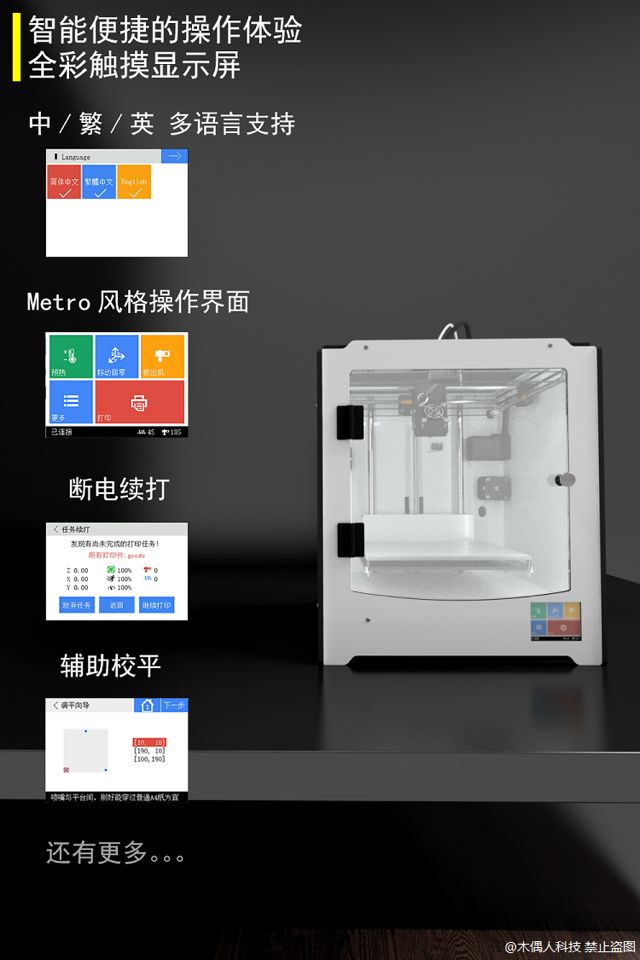 智能便捷的操作体验
全彩触摸显示屏
中 / 繁 / 英 多语言支持
Language
简体中文 繁體中文 English
Metro 风格操作界面
预热 移动回零 挤出机
更多 打印
已连接 45 185
断电续打
任务续打
发现有尚未完成的打印任务!
所有打印件.gcode
Z 0.00 100% 0
X 0.00 100% 0
Y 0.00 100%
放弃任务 返回 继续打印
辅助校平
调平向导 下一步
[10, 10]
[190, 10]
[100,190]
喷嘴与平台间, 刚好能穿过普通A4纸为宜
还有更多。。。
@木偶人科技 禁止盗图